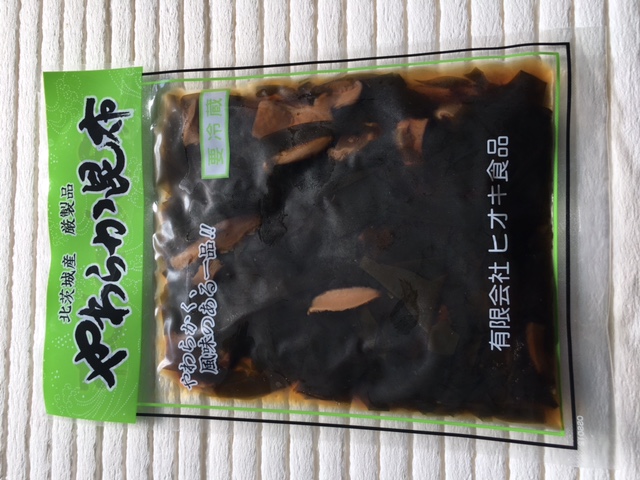 北茨城産 厳製品
やわらか昆布
要冷蔵
やわらかく、
風味のある一品!!
有限会社 ヒオキ食品